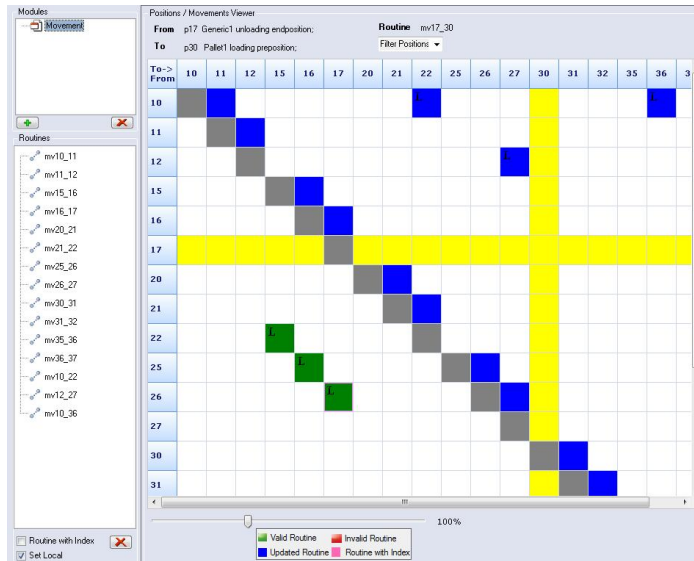 Modules
Movement
Routines
mv10_11
mv11_12
mv15_16
mv16_17
mv20_21
mv21_22
mv25_26
mv26_27
mv30_31
mv31_32
mv35_36
mv36_37
mv10_22
mv12_27
mv10_36
Routine with Index
Set Local
Positions / Movements Viewer
From p17 Generic1 unloading endposition; Routine mv17_30
To p30 Pallet1 loading preposition; Filter Positions
To-> From 10 11 12 15 16 17 20 21 22 25 26 27 30 31 32 35 36 3
10 L L
11
12 L
15
16
17
20
21
22 L
25 L
26 L
27
30
31
100%
Valid Routine Invalid Routine
Updated Routine Routine with Index